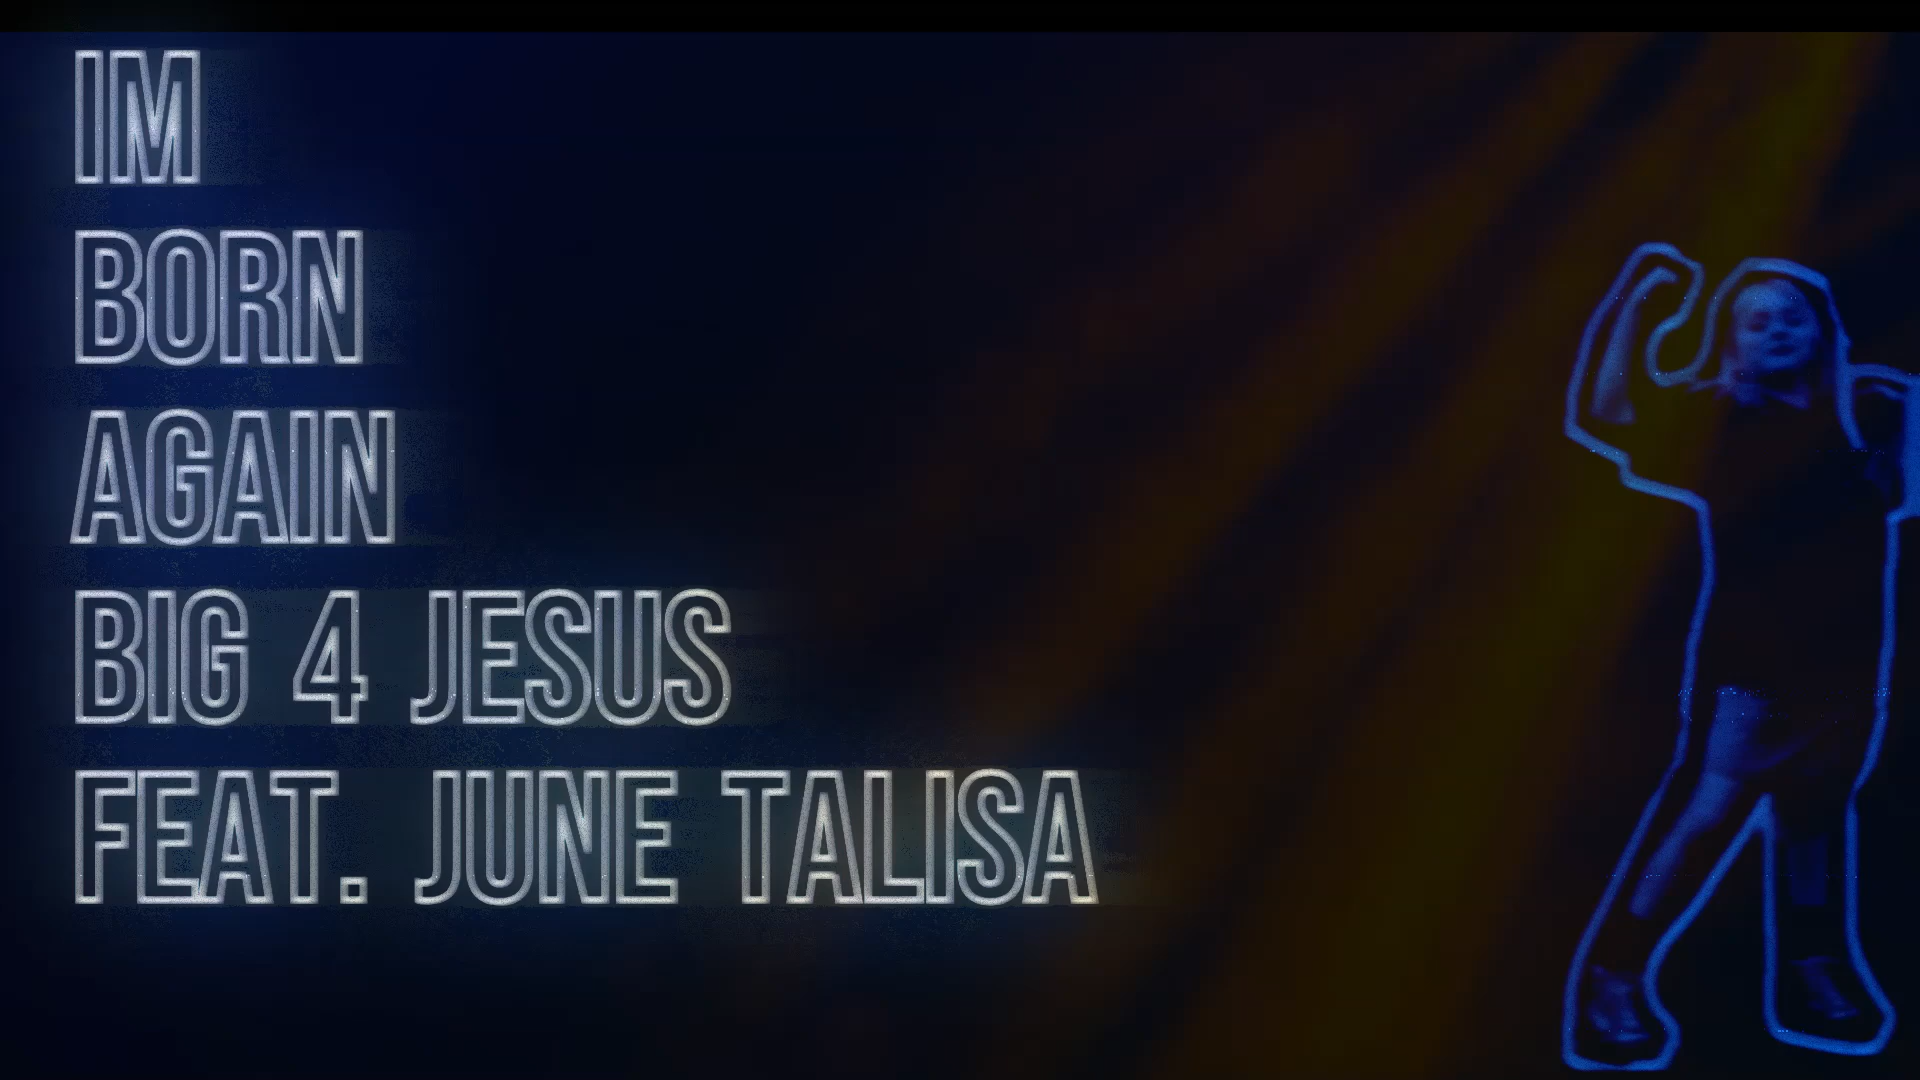 IM
BORN
AGAIN
BIG 4 JESUS
FEAT. JUNE TALISA